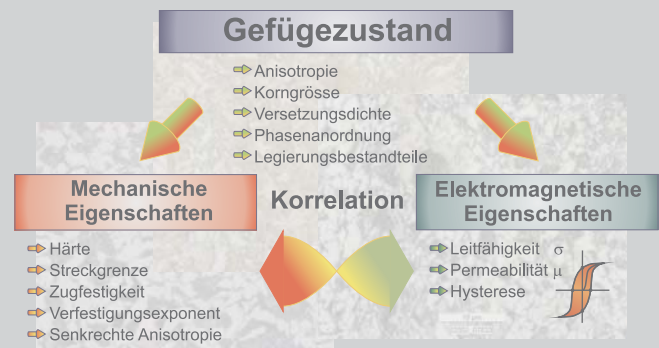 Gefügezustand
Anisotropie
Korngrösse
Versetzungsdichte
Phasenanordnung
Legierungsbestandteile
Mechanische
Eigenschaften
Korrelation
Elektromagnetische
Eigenschaften
Härte
Streckgrenze
Zugfestigkeit
Verfestigungsexponent
Senkrechte Anisotropie
Leitfähigkeit σ
Permeabilität μ
Hysterese